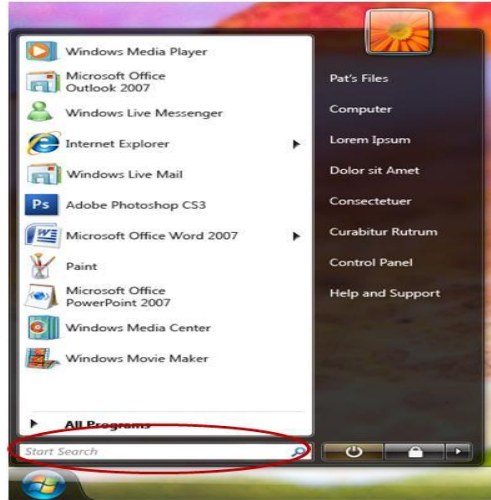 Windows Media Player
Microsoft Office
Outlook 2007
Windows Live Messenger
Internet Explorer
Windows Live Mail
Ps Adobe Photoshop CS3
Microsoft Office Word 2007
Paint
Microsoft Office
PowerPoint 2007
Windows Media Center
Windows Movie Maker
All Programs
Start Search
Pat's Files
Computer
Lorem Ipsum
Dolor sit Amet
Consectetuer
Curabitur Rutrum
Control Panel
Help and Support